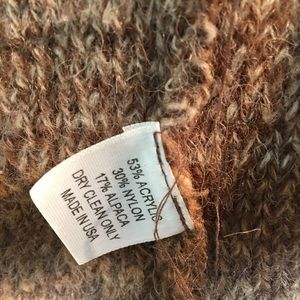 53% ACRYLIC
30% NYLON
17% ALPACA
DRY CLEAN ONLY
MADE IN USA